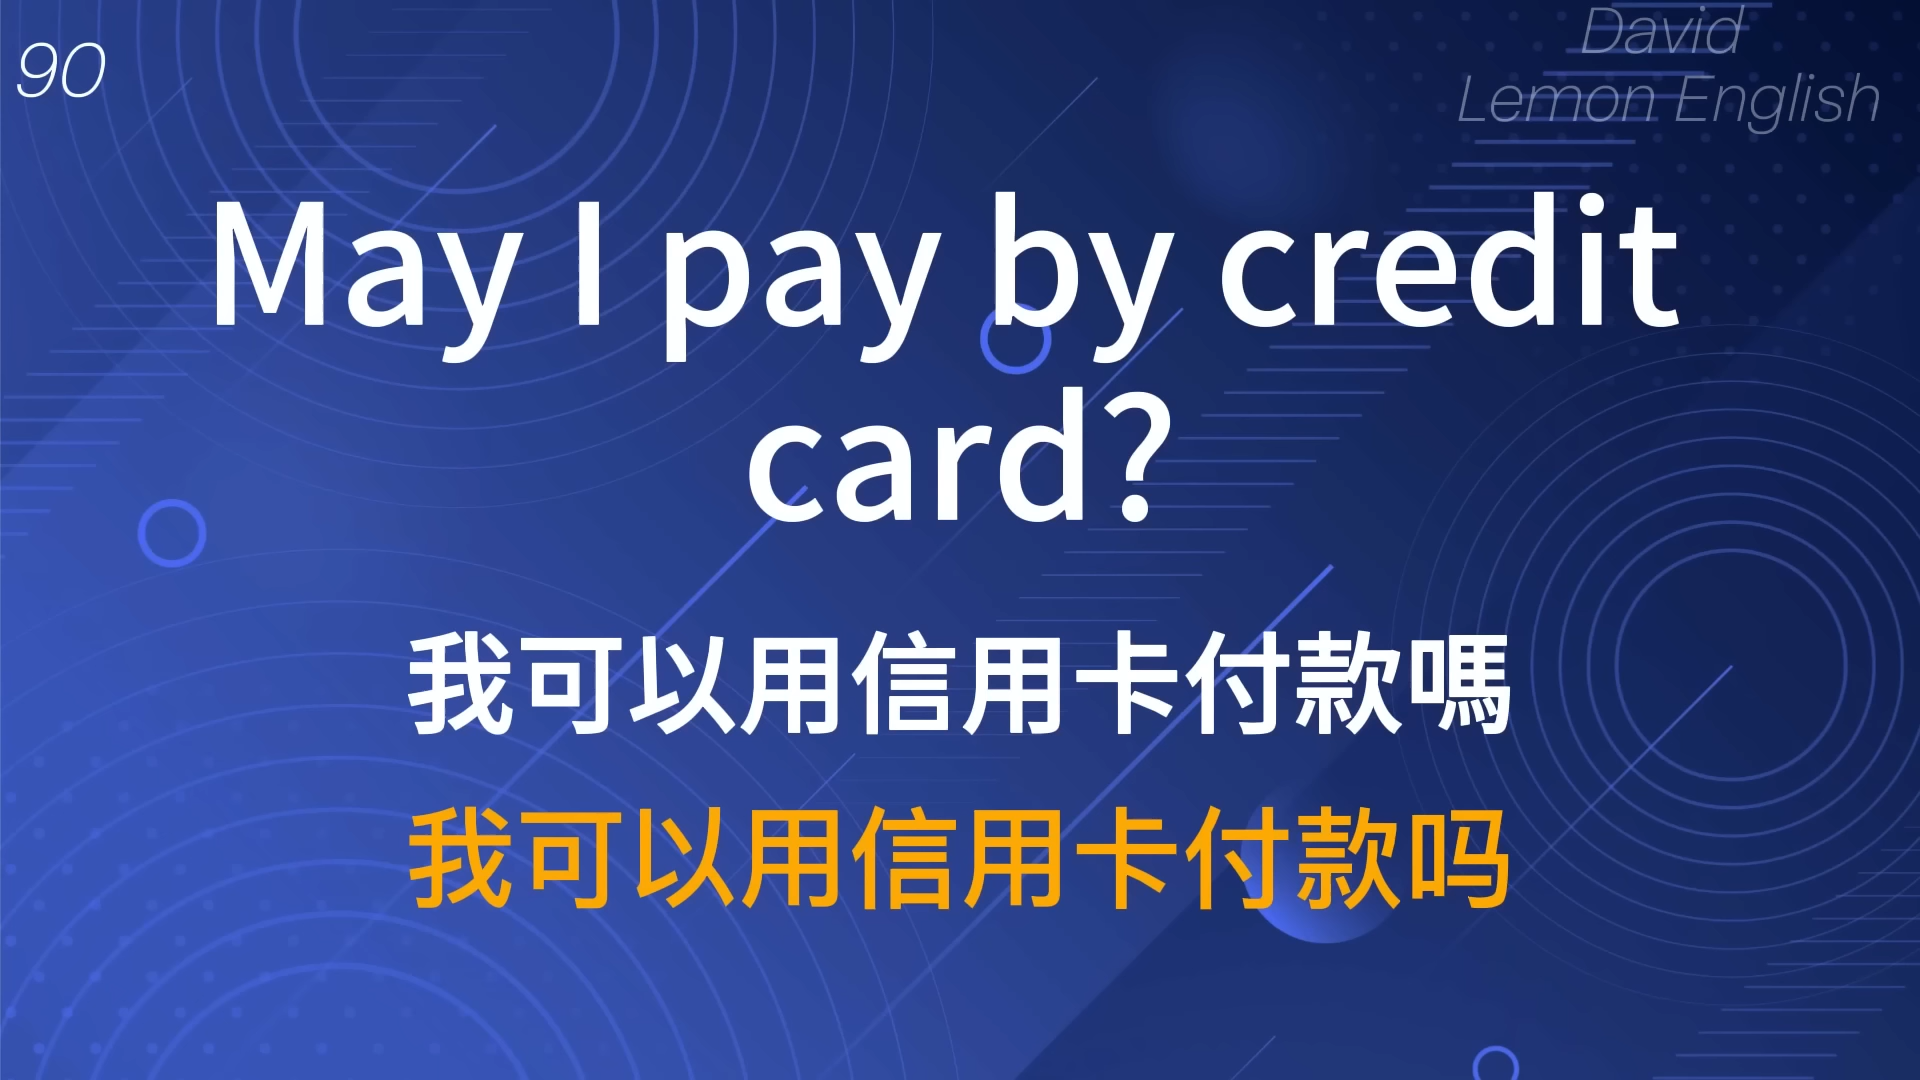 90
David
Lemon English
May I pay by credit
card?
我可以用信用卡付款嗎
我可以用信用卡付款吗